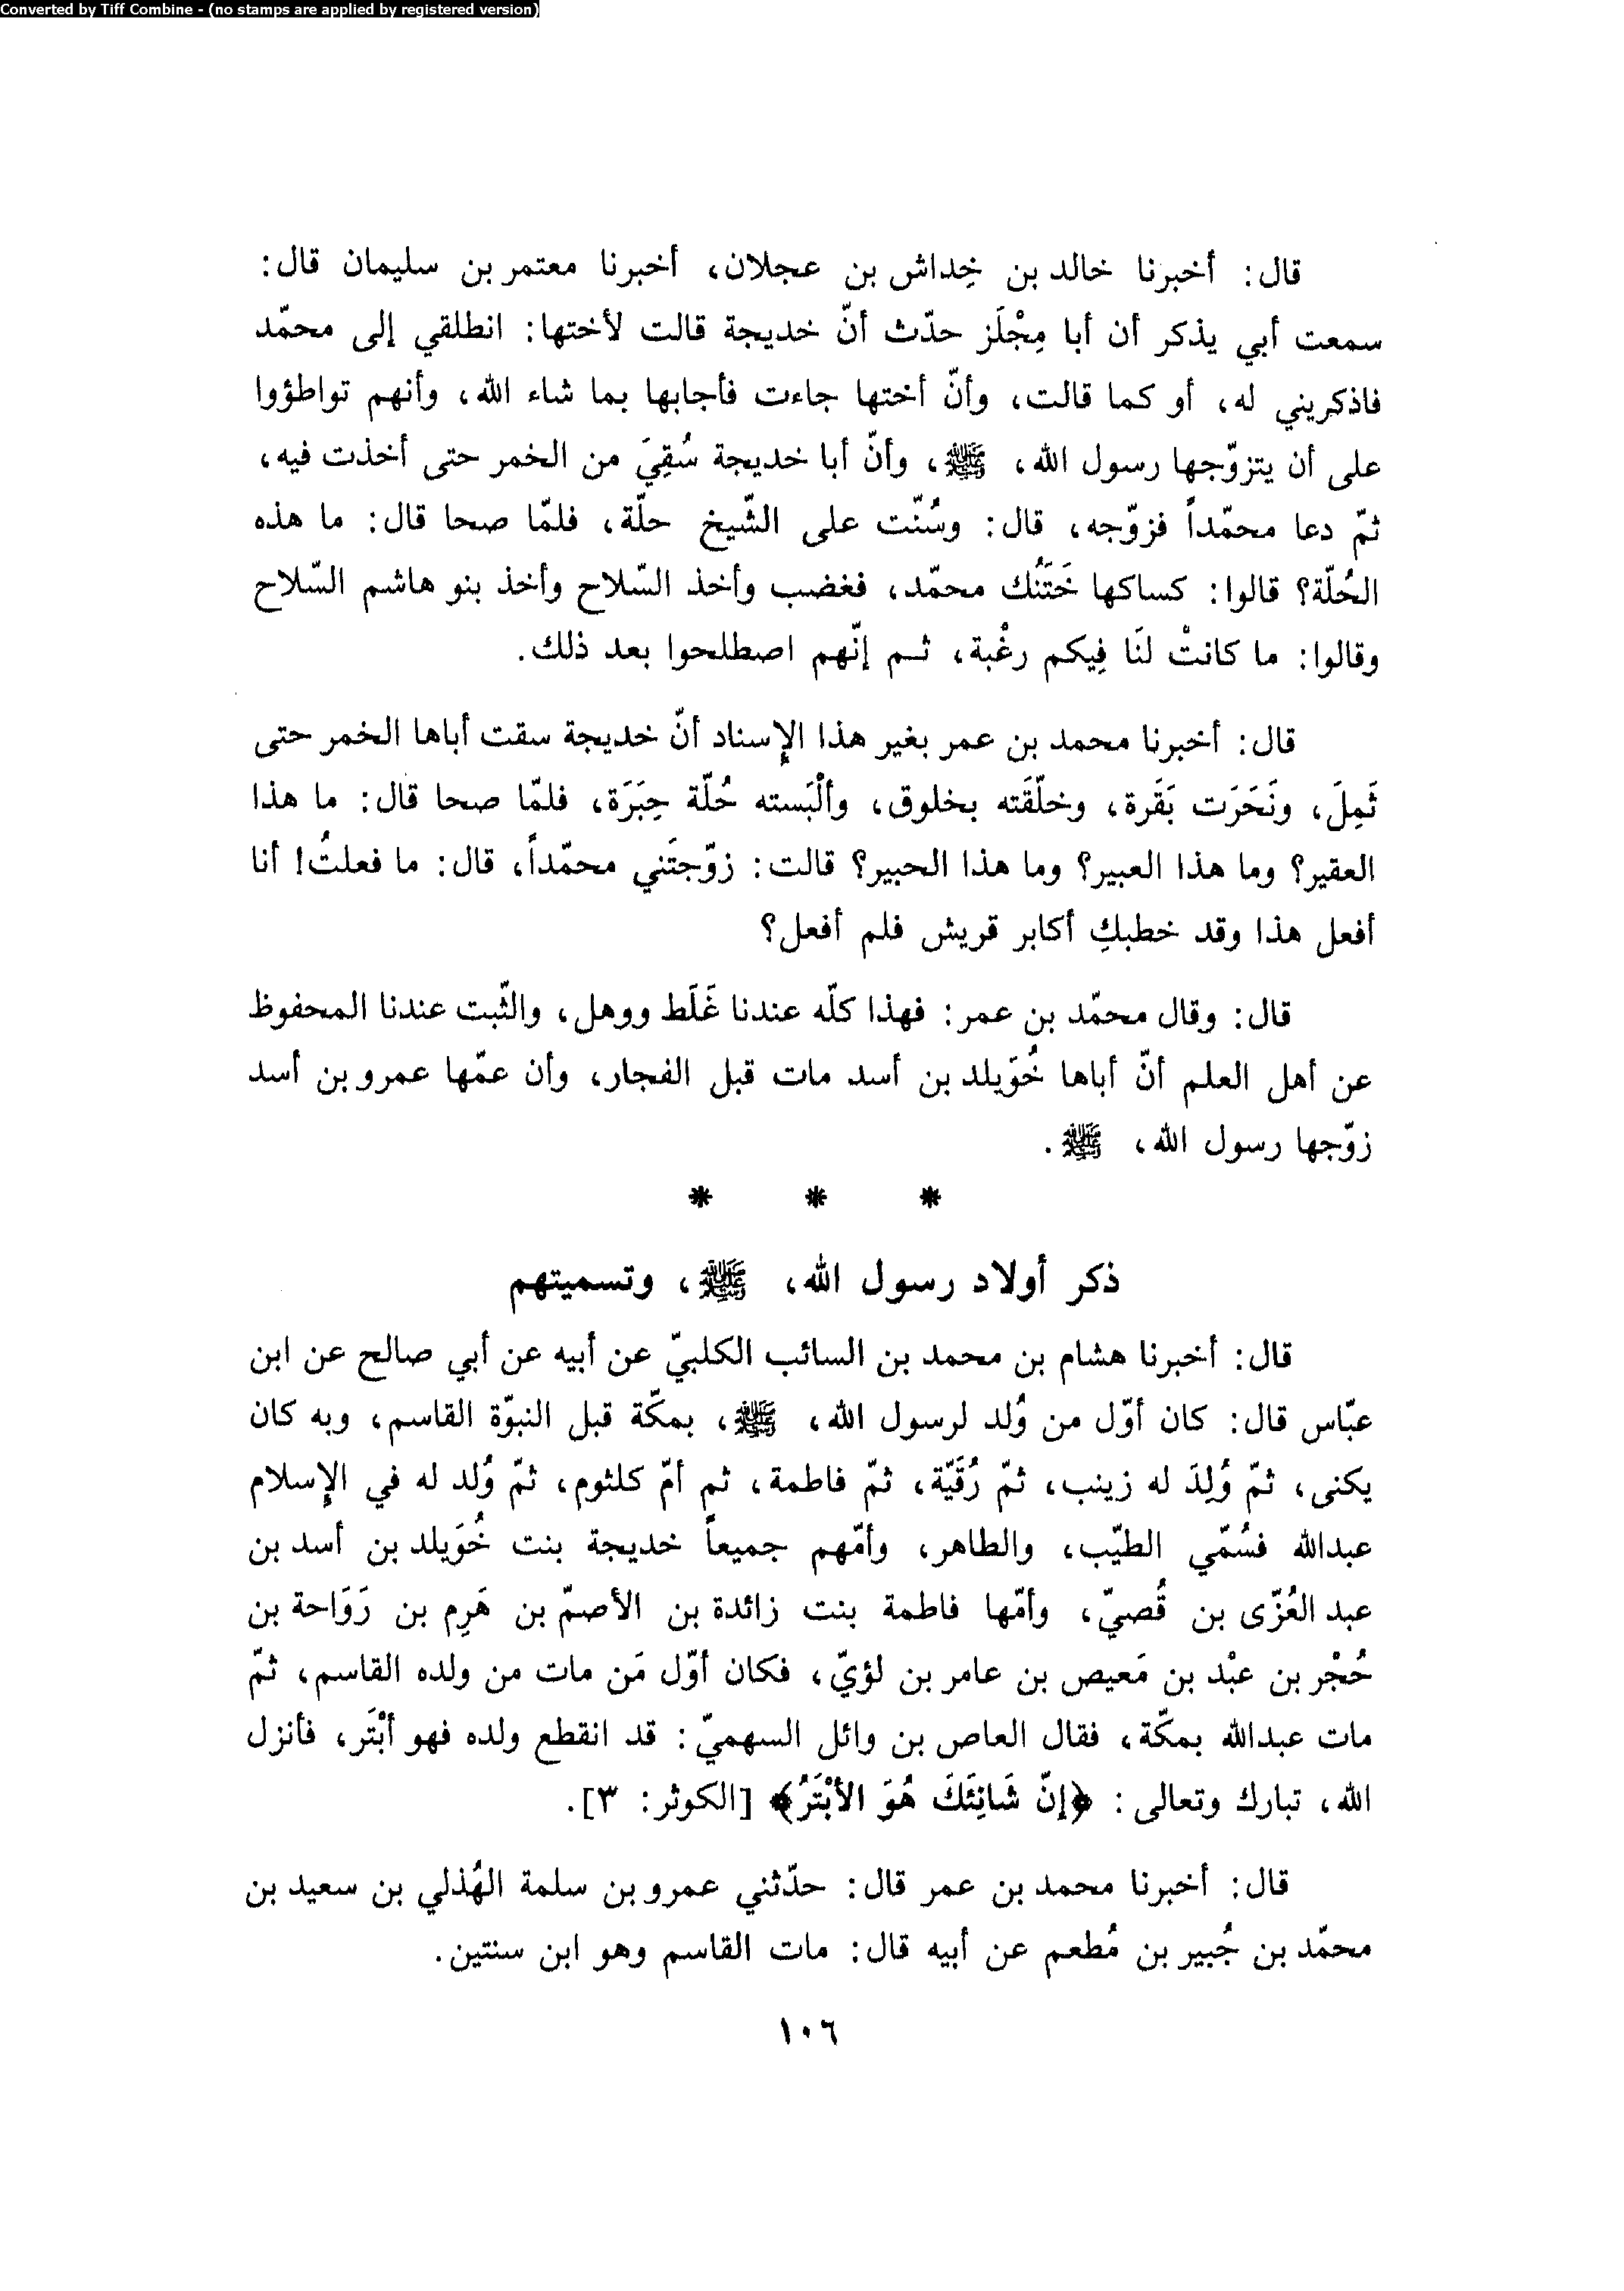 Converted by Tiff Combine - (no stamps are applied by registered version)
قال: أخبرنا خالد بن خِداش بن عجلان، أخبرنا معتمر بن سليمان قال:
سمعت أبي يذكر أن أبا مِجْلَز حدّث أنّ خديجة قالت لأختها: انطلقي إلى محمّد
فاذكريني له، أو كما قالت، وأنّ أختها جاءت فأجابها بما شاء الله، وأنهم تواطؤوا
على أن يتزوّجها رسول الله، ﷺ، وأنّ أبا خديجة سُقِيَ من الخمر حتى أخذت فيه،
ثمّ دعا محمّداً فزوّجه، قال: وسُنّت على الشّيخ حلّة، فلمّا صحا قال: ما هذه
الحُلّة؟ قالوا: كساكها خَتَنُك محمّد، فغضب وأخذ السّلاح وأخذ بنو هاشم السّلاح
وقالوا: ما كانتْ لنَا فِيكم رغْبة، ثم إنّهم اصطلحوا بعد ذلك.
قال: أخبرنا محمد بن عمر بغير هذا الإسناد أنّ خديجة سقت أباها الخمر حتى
ثَمِلَ، ونَحَرَت بَقَرة، وخلّقَته بخلوق، وألْبَسته حُلّة حِبَرَة، فلمّا صحا قال: ما هذا
العقير؟ وما هذا العبير؟ وما هذا الحبير؟ قالت: زوّجتَني محمّداً، قال: ما فعلتُ! أنا
أفعل هذا وقد خطبكِ أكابر قريش فلم أفعل؟
قال: وقال محمّد بن عمر: فهذا كلّه عندنا غَلَط ووهل، والثّبت عندنا المحفوظ
عن أهل العلم أنّ أباها خُوَيلد بن أسد مات قبل الفجار، وأن عمّها عمرو بن أسد
زوّجها رسول الله، ﷺ.
* * *
ذكر أولاد رسول الله، ﷺ، وتسميتهم
قال: أخبرنا هشام بن محمد بن السائب الكلبيّ عن أبيه عن أبي صالح عن ابن
عبّاس قال: كان أوّل من وُلد لرسول الله، ﷺ، بمكّة قبل النبوّة القاسم، وبه كان
يكنى، ثمّ وُلِدَ له زينب، ثمّ رُقَيّة، ثمّ فاطمة، ثم أمّ كلثوم، ثمّ وُلد له في الإسلام
عبدالله فسُمّي الطيّب، والطاهر، وأمّهم جميعاً خديجة بنت خُوَيلد بن أسد بن
عبد العُزّى بن قُصيّ، وأمّها فاطمة بنت زائدة بن الأصمّ بن هَرِم بن رَوَاحة بن
حُجْر بن عبْد بن مَعيص بن عامر بن لؤيّ، فكان أوّل مَن مات من ولده القاسم، ثمّ
مات عبدالله بمكّة، فقال العاص بن وائل السهميّ: قد انقطع ولده فهو أبْتَر، فأنزل
الله، تبارك وتعالى: ﴿إنّ شَانِئَكَ هُوَ الأبْتَرُ﴾ [الكوثر: ٣].
قال: أخبرنا محمد بن عمر قال: حدّثني عمرو بن سلمة الهُذلي بن سعيد بن
محمّد بن جُبير بن مُطعم عن أبيه قال: مات القاسم وهو ابن سنتين.
١٠٦